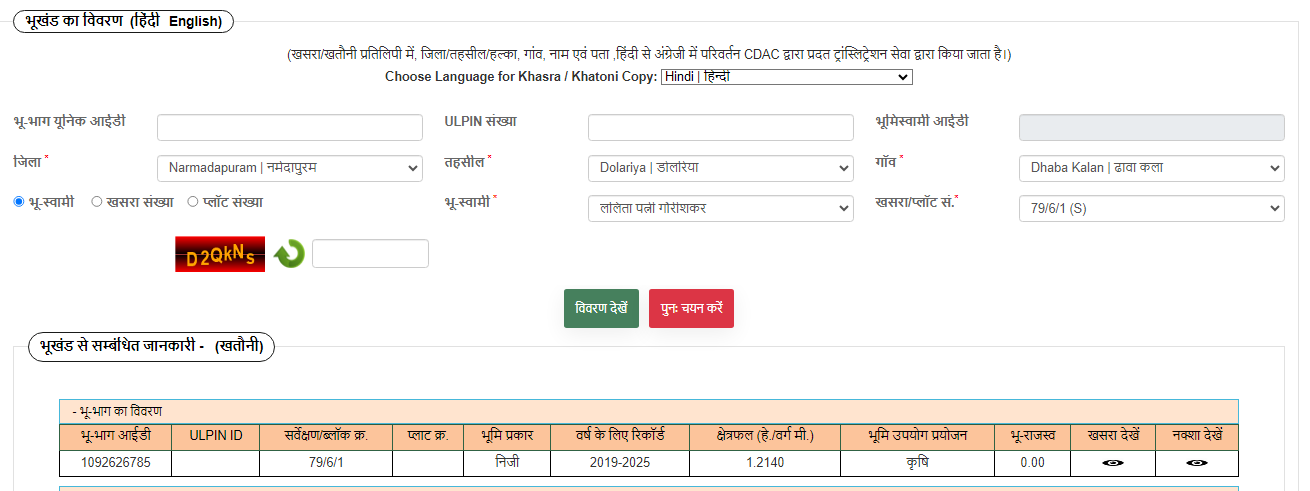 भूखंड का विवरण (हिंदी English)
(खसरा/खतौनी प्रतिलिपी में, जिला/तहसील/हल्का, गांव, नाम एवं पता ,हिंदी से अंग्रेजी में परिवर्तन CDAC द्वारा प्रदत ट्रांस्लिट्रेशन सेवा द्वारा किया जाता है।)
Choose Language for Khasra / Khatoni Copy: Hindi | हिन्दी
भू-भाग यूनिक आईडी ULPIN संख्या भूमिस्वामी आईडी
जिला * Narmadapuram | नर्मदापुरम तहसील * Dolariya | डोलरिया गाँव * Dhaba Kalan | ढावा कला
भू-स्वामी खसरा संख्या प्लॉट संख्या भू-स्वामी * ललिता पत्नी गोरीशंकर खसरा/प्लॉट सं.* 79/6/1 (S)
D2QkNs
विवरण देखें पुनः चयन करें
भूखंड से सम्बंधित जानकारी - (खतौनी)
- भू-भाग का विवरण
भू-भाग आईडी ULPIN ID सर्वेक्षण/ब्लॉक क्र. प्लाट क्र. भूमि प्रकार वर्ष के लिए रिकॉर्ड क्षेत्रफल (हे./वर्ग मी.) भूमि उपयोग प्रयोजन भू-राजस्व खसरा देखें नक्शा देखें
1092626785 79/6/1 निजी 2019-2025 1.2140 कृषि 0.00